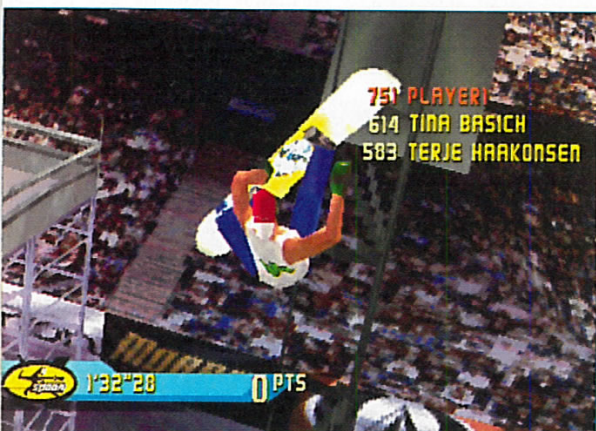 751 PLAYER1
614 TINA BASICH
583 TERJE HAAKONSEN
1'32"28
0 PTS